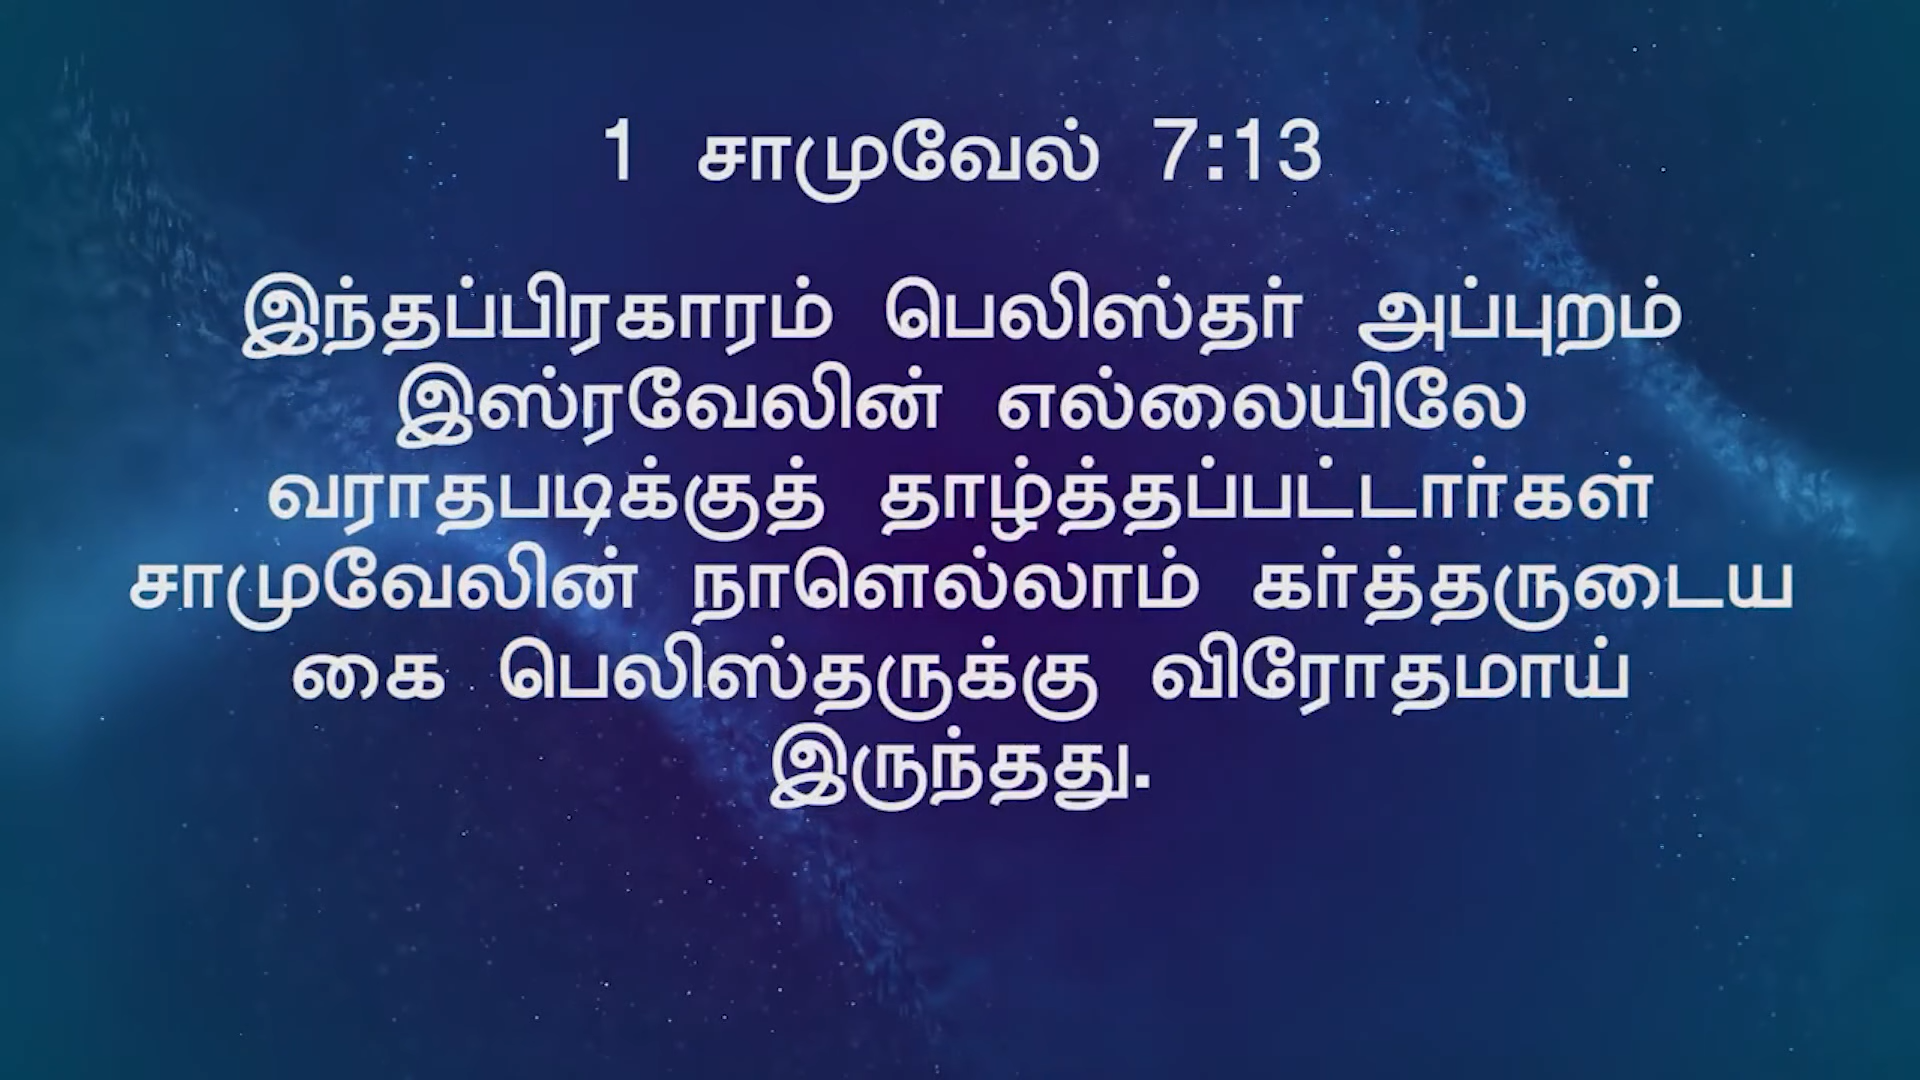 1 சாமுவேல் 7:13
இந்தப்பிரகாரம் பெலிஸ்தர் அப்புறம்
இஸ்ரவேலின் எல்லையிலே
வராதபடிக்குத் தாழ்த்தப்பட்டார்கள்
சாமுவேலின் நாளெல்லாம் கர்த்தருடைய
கை பெலிஸ்தருக்கு விரோதமாய்
இருந்தது.